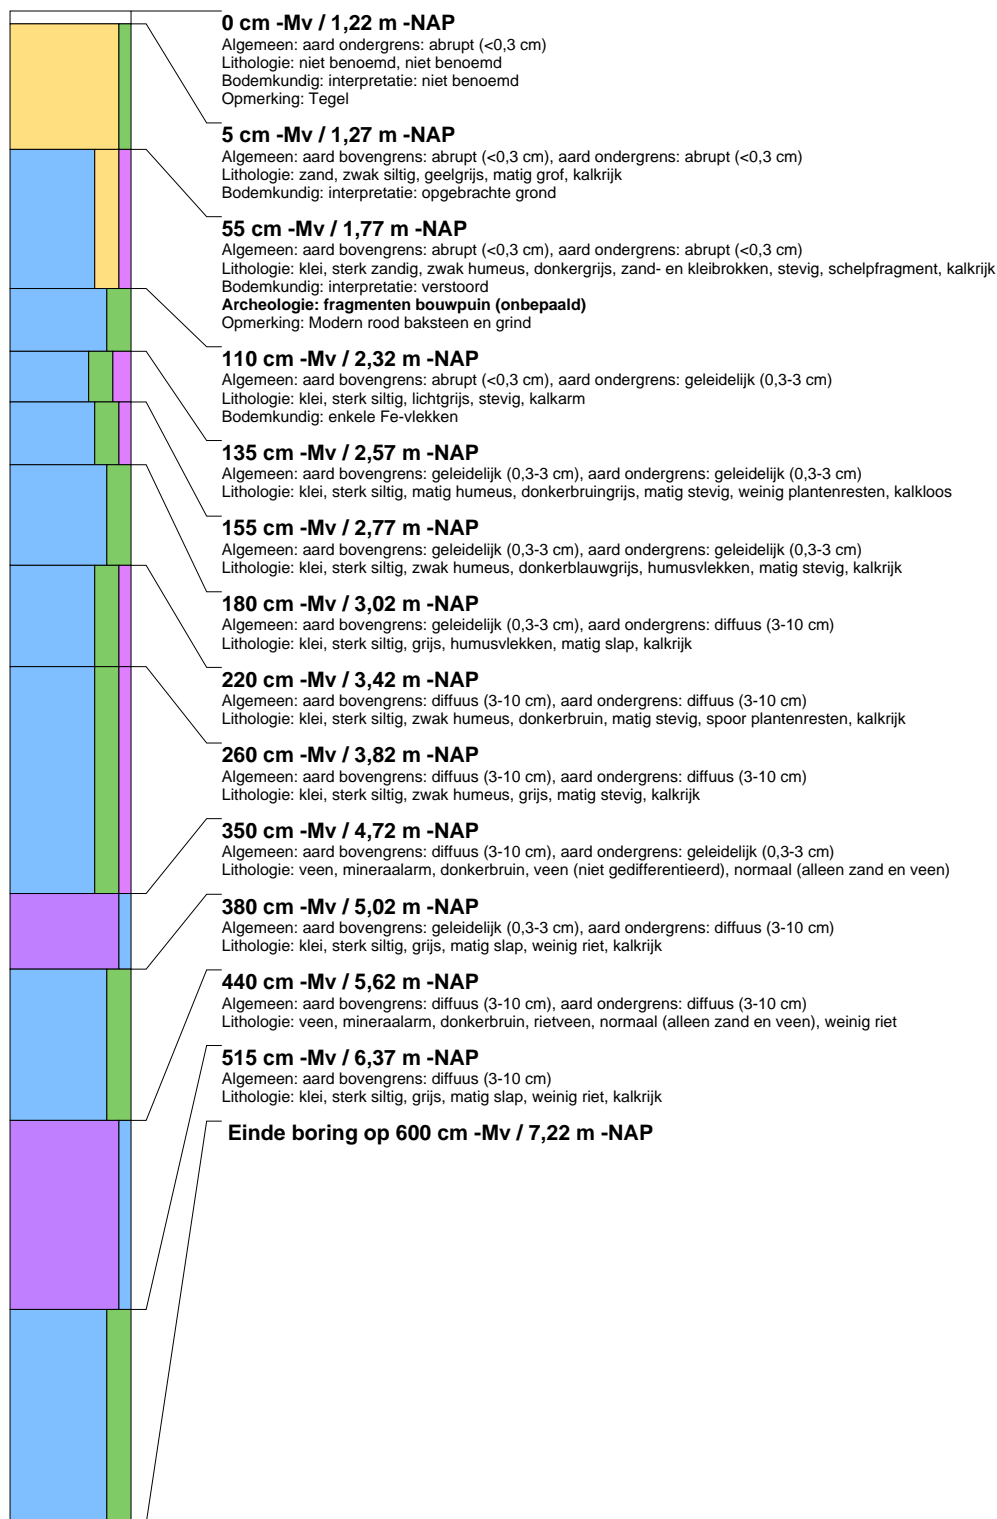 0 cm -Mv / 1,22 m -NAP
Algemeen: aard ondergrens: abrupt (<0,3 cm)
Lithologie: niet benoemd, niet benoemd
Bodemkundig: interpretatie: niet benoemd
Opmerking: Tegel
5 cm -Mv / 1,27 m -NAP
Algemeen: aard bovengrens: abrupt (<0,3 cm), aard ondergrens: abrupt (<0,3 cm)
Lithologie: zand, zwak siltig, geelgrijs, matig grof, kalkrijk
Bodemkundig: interpretatie: opgebrachte grond
55 cm -Mv / 1,77 m -NAP
Algemeen: aard bovengrens: abrupt (<0,3 cm), aard ondergrens: abrupt (<0,3 cm)
Lithologie: klei, sterk zandig, zwak humeus, donkergrijs, zand- en kleibrokken, stevig, schelpfragment, kalkrijk
Bodemkundig: interpretatie: verstoord
Archeologie: fragmenten bouwpuin (onbepaald)
Opmerking: Modern rood baksteen en grind
110 cm -Mv / 2,32 m -NAP
Algemeen: aard bovengrens: abrupt (<0,3 cm), aard ondergrens: geleidelijk (0,3-3 cm)
Lithologie: klei, sterk siltig, lichtgrijs, stevig, kalkarm
Bodemkundig: enkele Fe-vlekken
135 cm -Mv / 2,57 m -NAP
Algemeen: aard bovengrens: geleidelijk (0,3-3 cm), aard ondergrens: geleidelijk (0,3-3 cm)
Lithologie: klei, sterk siltig, matig humeus, donkerbruingrijs, matig stevig, weinig plantenresten, kalkloos
155 cm -Mv / 2,77 m -NAP
Algemeen: aard bovengrens: geleidelijk (0,3-3 cm), aard ondergrens: geleidelijk (0,3-3 cm)
Lithologie: klei, sterk siltig, zwak humeus, donkerblauwgrijs, humusvlekken, matig stevig, kalkrijk
180 cm -Mv / 3,02 m -NAP
Algemeen: aard bovengrens: geleidelijk (0,3-3 cm), aard ondergrens: diffuus (3-10 cm)
Lithologie: klei, sterk siltig, grijs, humusvlekken, matig slap, kalkrijk
220 cm -Mv / 3,42 m -NAP
Algemeen: aard bovengrens: diffuus (3-10 cm), aard ondergrens: diffuus (3-10 cm)
Lithologie: klei, sterk siltig, zwak humeus, donkerbruin, matig stevig, spoor plantenresten, kalkrijk
260 cm -Mv / 3,82 m -NAP
Algemeen: aard bovengrens: diffuus (3-10 cm), aard ondergrens: diffuus (3-10 cm)
Lithologie: klei, sterk siltig, zwak humeus, grijs, matig stevig, kalkrijk
350 cm -Mv / 4,72 m -NAP
Algemeen: aard bovengrens: diffuus (3-10 cm), aard ondergrens: geleidelijk (0,3-3 cm)
Lithologie: veen, mineraalarm, donkerbruin, veen (niet gedifferentieerd), normaal (alleen zand en veen)
380 cm -Mv / 5,02 m -NAP
Algemeen: aard bovengrens: geleidelijk (0,3-3 cm), aard ondergrens: diffuus (3-10 cm)
Lithologie: klei, sterk siltig, grijs, matig slap, weinig riet, kalkrijk
440 cm -Mv / 5,62 m -NAP
Algemeen: aard bovengrens: diffuus (3-10 cm), aard ondergrens: diffuus (3-10 cm)
Lithologie: veen, mineraalarm, donkerbruin, rietveen, normaal (alleen zand en veen), weinig riet
515 cm -Mv / 6,37 m -NAP
Algemeen: aard bovengrens: diffuus (3-10 cm)
Lithologie: klei, sterk siltig, grijs, matig slap, weinig riet, kalkrijk
Einde boring op 600 cm -Mv / 7,22 m -NAP